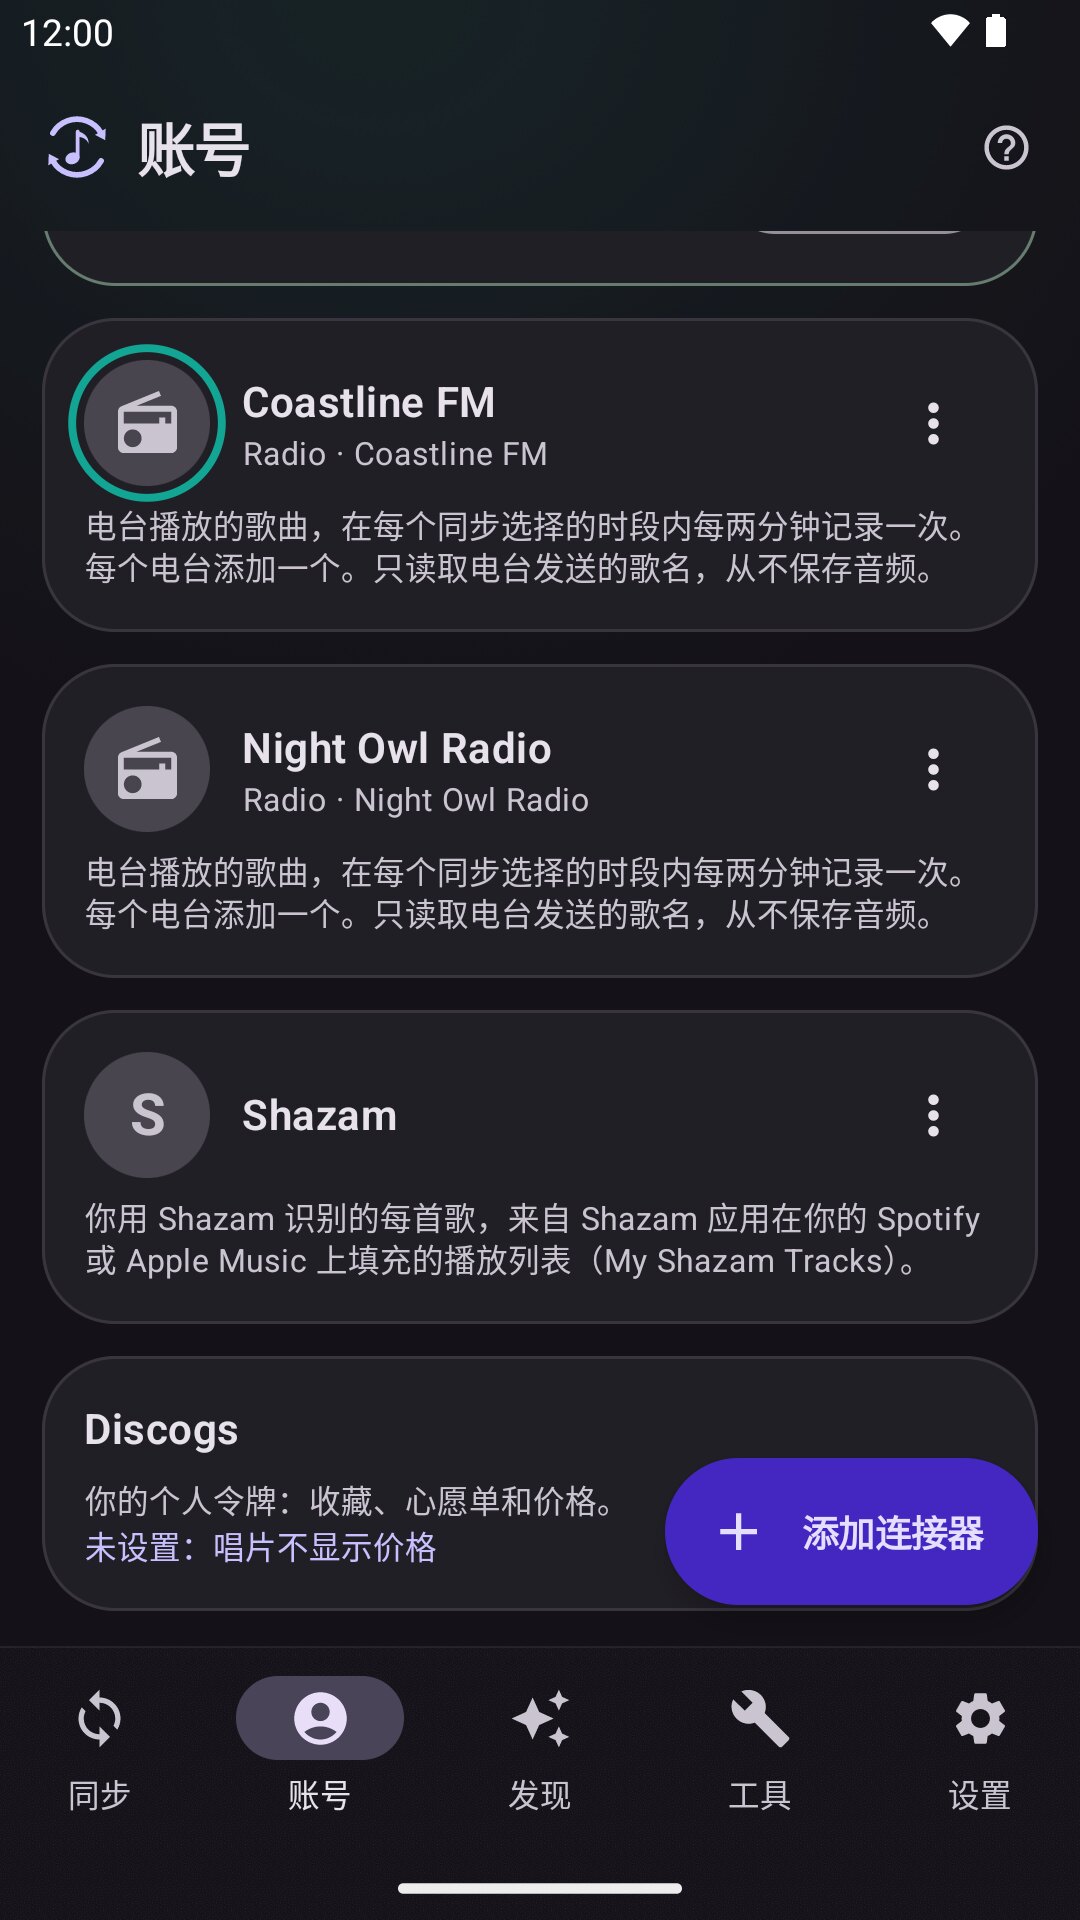 12:00
账号
Coastline FM
Radio · Coastline FM
电台播放的歌曲，在每个同步选择的时段内每两分钟记录一次。
每个电台添加一个。只读取电台发送的歌名，从不保存音频。
Night Owl Radio
Radio · Night Owl Radio
电台播放的歌曲，在每个同步选择的时段内每两分钟记录一次。
每个电台添加一个。只读取电台发送的歌名，从不保存音频。
S
Shazam
你用 Shazam 识别的每首歌，来自 Shazam 应用在你的 Spotify
或 Apple Music 上填充的播放列表（My Shazam Tracks）。
Discogs
你的个人令牌：收藏、心愿单和价格。
未设置：唱片不显示价格
添加连接器
同步
账号
发现
工具
设置